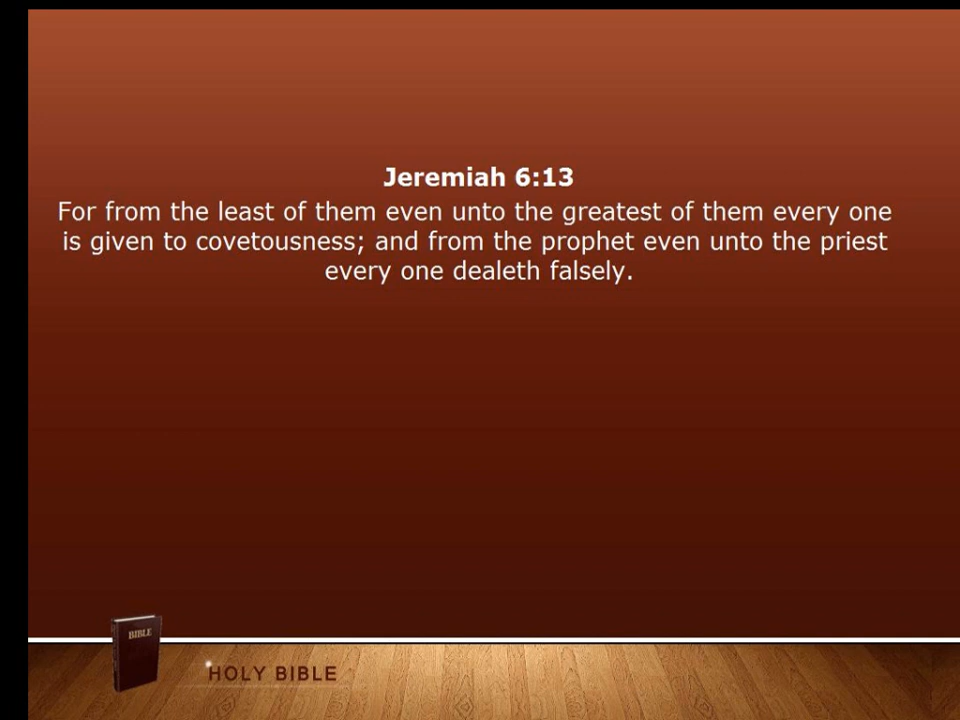 Jeremiah 6:13
For from the least of them even unto the greatest of them every one
is given to covetousness; and from the prophet even unto the priest
every one dealeth falsely.
BIBLE
HOLY BIBLE